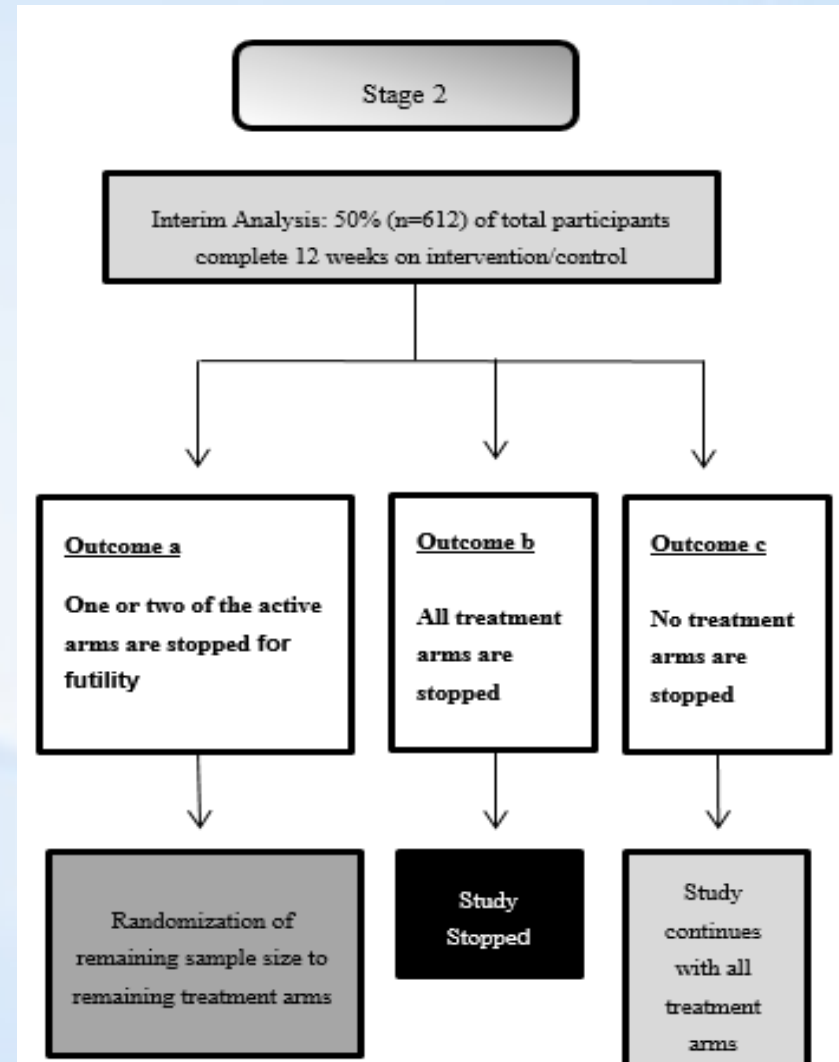 Stage 2
Interim Analysis: 50% (n=612) of total participants
complete 12 weeks on intervention/control
Outcome a
One or two of the active
arms are stopped for
futility
Outcome b
All treatment
arms are
stopped
Outcome c
No treatment
arms are
stopped
Randomization of
remaining sample size to
remaining treatment arms
Study
Stopped
Study
continues
with all
treatment
arms